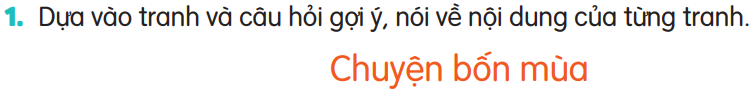 1. Dựa vào tranh và câu hỏi gợi ý, nói về nội dung của từng tranh.
Chuyện bốn mùa